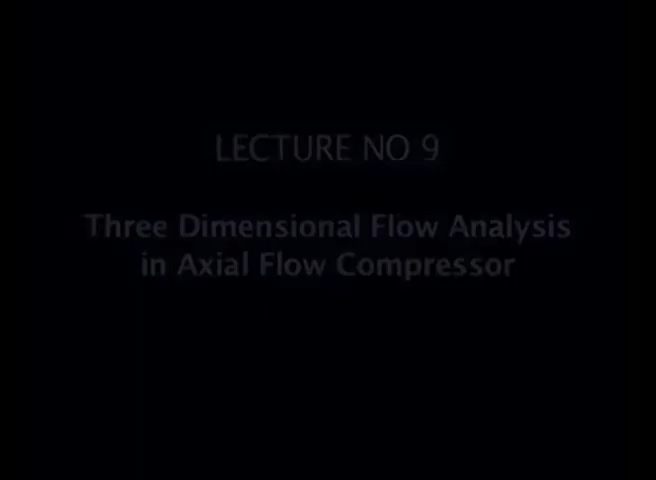 LECTURE NO 9
Three Dimensional Flow Analysis
in Axial Flow Compressor